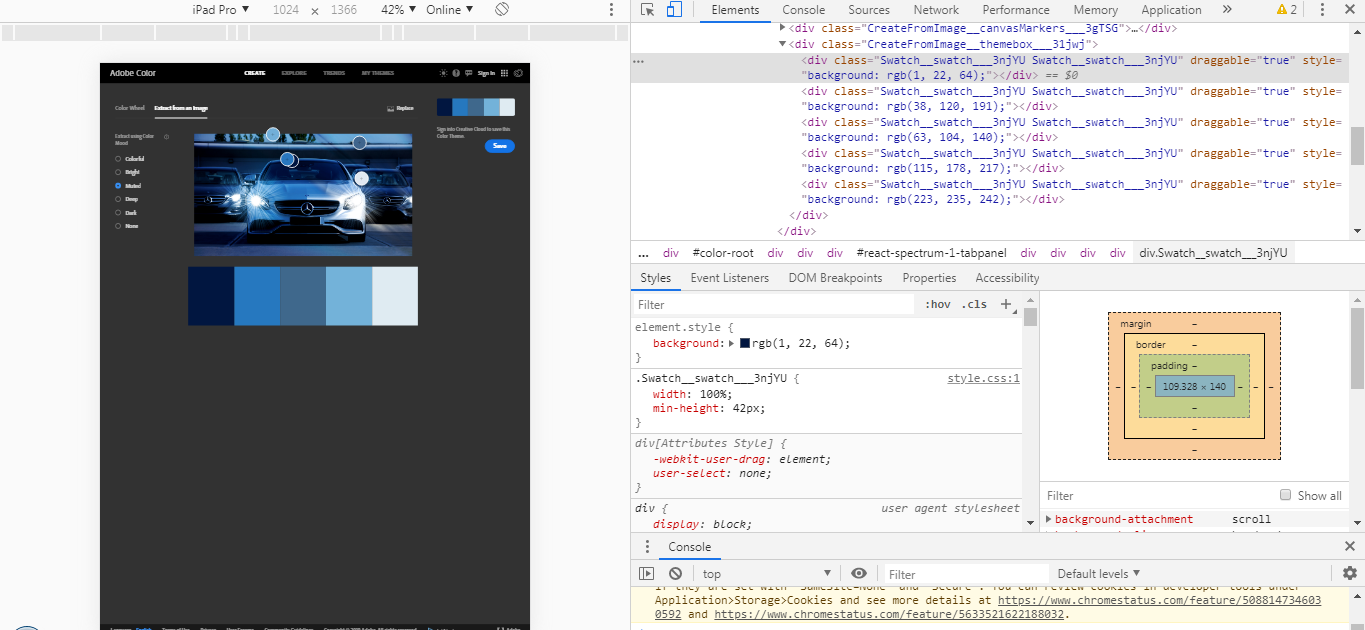 iPad Pro ▼ 1024 × 1366 42% ▼ Online ▼
Adobe Color CREATE EXPLORE TRENDS MY THEMES Sign In
Color Wheel Extract from an Image Replace
Extract using Color
Mood
Colorful
Bright
Muted
Deep
Dark
None
Sign into Creative Cloud to save this
Color Theme
Save
Elements Console Sources Network Performance Memory Application » 2
▶<div class="CreateFromImage__canvasMarkers___3gTSG">…</div>
▼<div class="CreateFromImage__themebox___31jwj">
<div class="Swatch__swatch___3njYU Swatch__swatch___3njYU" draggable="true" style=
"background: rgb(1, 22, 64);"></div> == $0
<div class="Swatch__swatch___3njYU Swatch__swatch___3njYU" draggable="true" style=
"background: rgb(38, 120, 191);"></div>
<div class="Swatch__swatch___3njYU Swatch__swatch___3njYU" draggable="true" style=
"background: rgb(63, 104, 140);"></div>
<div class="Swatch__swatch___3njYU Swatch__swatch___3njYU" draggable="true" style=
"background: rgb(115, 178, 217);"></div>
<div class="Swatch__swatch___3njYU Swatch__swatch___3njYU" draggable="true" style=
"background: rgb(223, 235, 242);"></div>
</div>
</div>
... div #color-root div div div #react-spectrum-1-tabpanel div div div div div.Swatch__swatch___3njYU
Styles Event Listeners DOM Breakpoints Properties Accessibility
Filter :hov .cls +
element.style {
background: ▶ rgb(1, 22, 64);
}
.Swatch__swatch___3njYU { style.css:1
width: 100%;
min-height: 42px;
}
div[Attributes Style] {
-webkit-user-drag: element;
user-select: none;
}
div { user agent stylesheet
display: block;
margin –
border –
padding –
– – – 109.328 × 140 – – –
–
–
–
Filter Show all
▶ background-attachment scroll
Console
top ▼ Filter Default levels ▼
Application>Storage>Cookies and see more details at https://www.chromestatus.com/feature/508814734603
0592 and https://www.chromestatus.com/feature/5633521622188032.